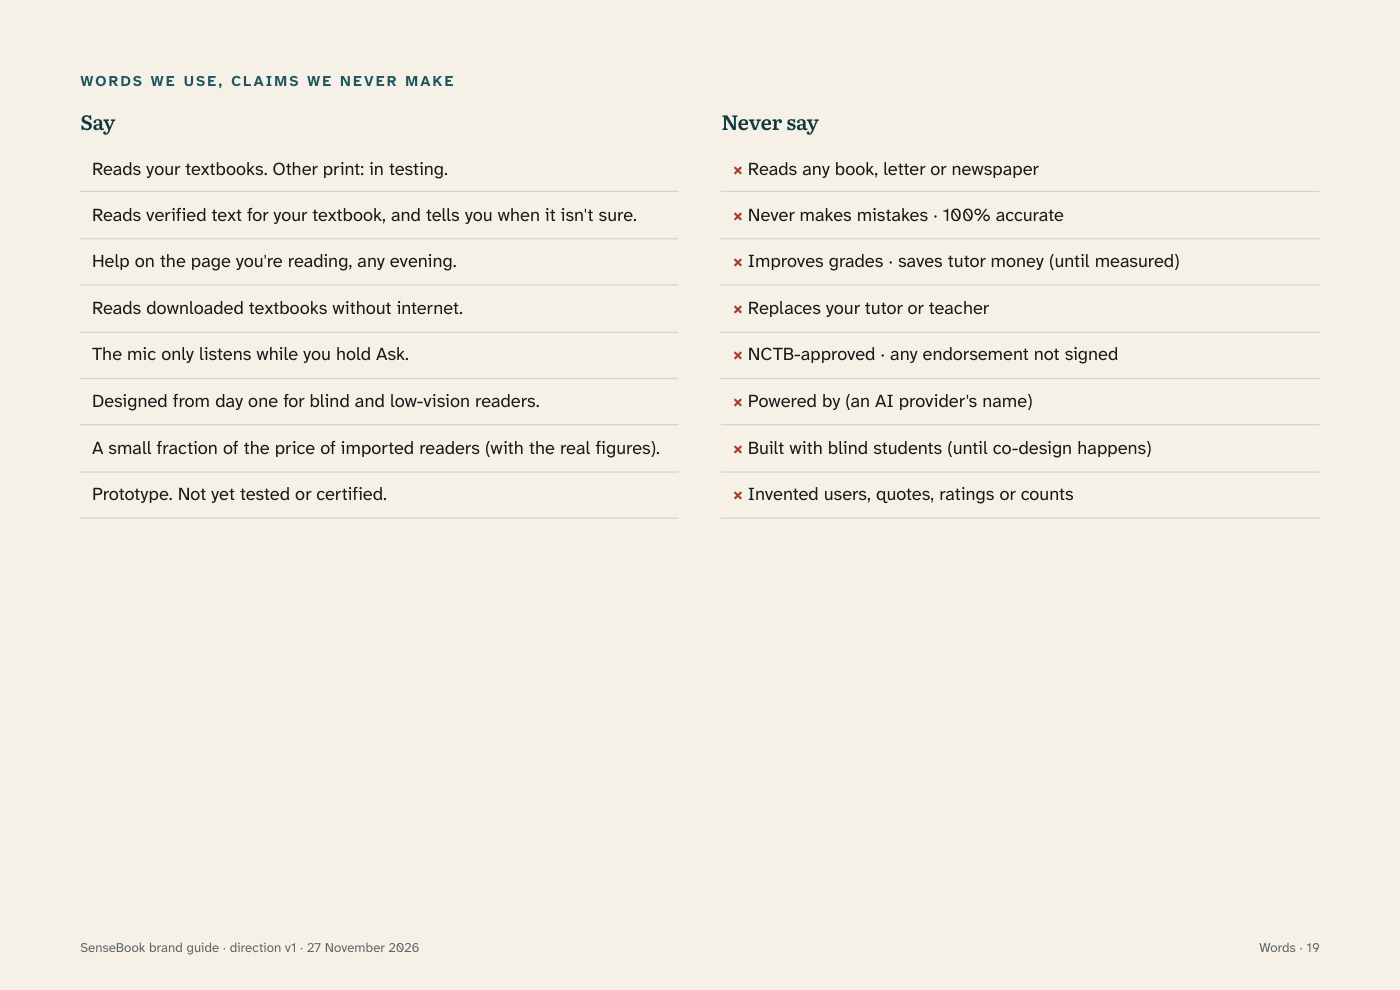 WORDS WE USE, CLAIMS WE NEVER MAKE
Say
Reads your textbooks. Other print: in testing.
Reads verified text for your textbook, and tells you when it isn't sure.
Help on the page you're reading, any evening.
Reads downloaded textbooks without internet.
The mic only listens while you hold Ask.
Designed from day one for blind and low-vision readers.
A small fraction of the price of imported readers (with the real figures).
Prototype. Not yet tested or certified.
Never say
× Reads any book, letter or newspaper
× Never makes mistakes · 100% accurate
× Improves grades · saves tutor money (until measured)
× Replaces your tutor or teacher
× NCTB-approved · any endorsement not signed
× Powered by (an AI provider's name)
× Built with blind students (until co-design happens)
× Invented users, quotes, ratings or counts
SenseBook brand guide · direction v1 · 27 November 2026
Words · 19